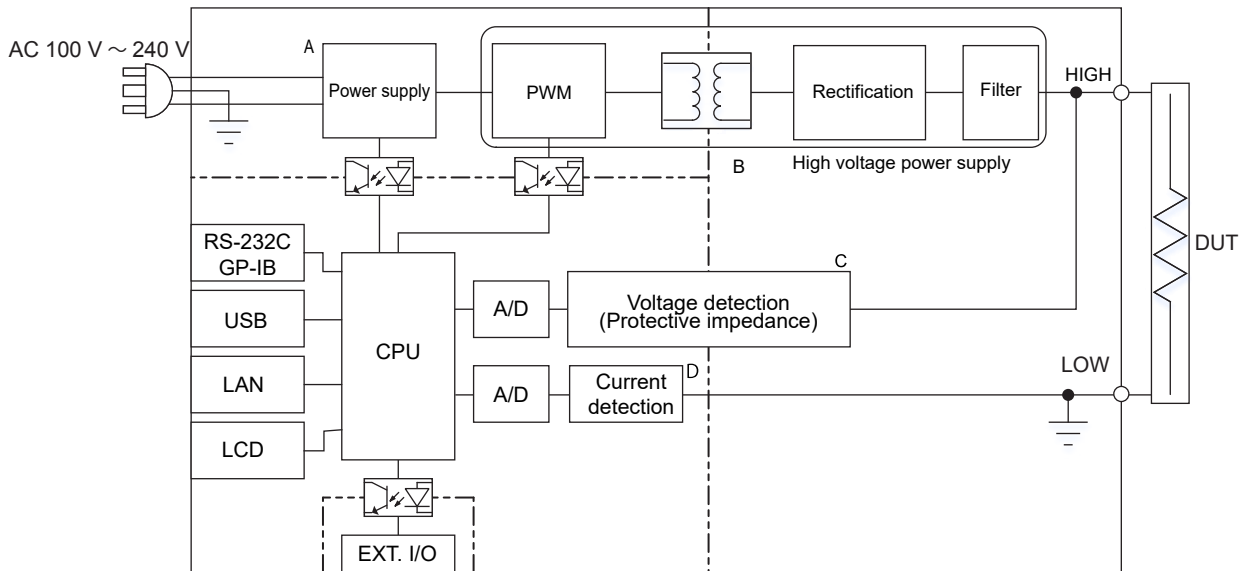 AC 100 V ～ 240 V
A
Power supply
PWM
Rectification
Filter
HIGH
B
High voltage power supply
RS-232C
GP-IB
USB
LAN
LCD
CPU
A/D
C
Voltage detection
(Protective impedance)
A/D
D
Current
detection
LOW
DUT
EXT. I/O